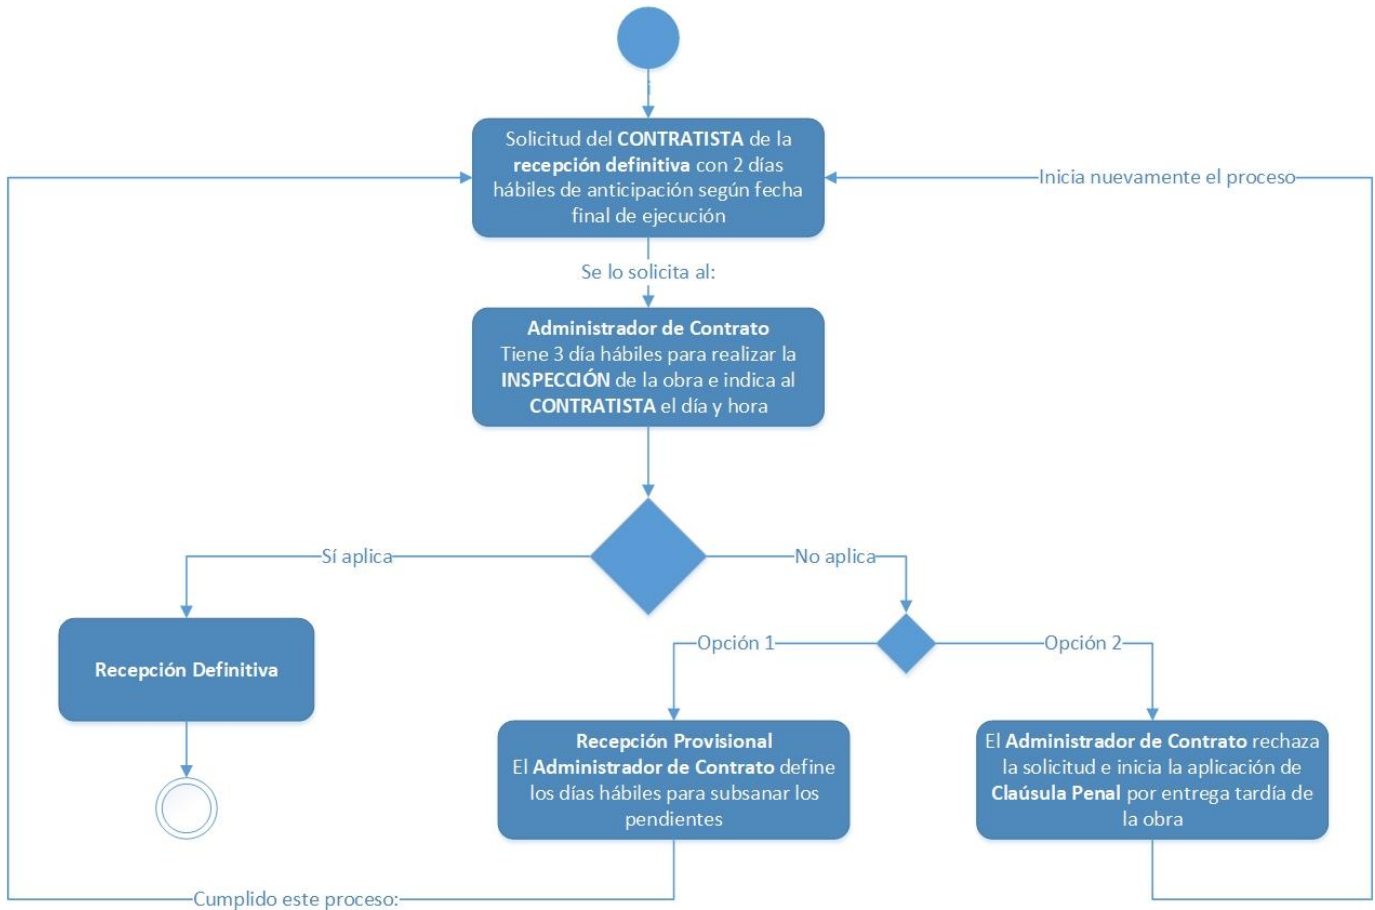 Solicitud del CONTRATISTA de la
recepción definitiva con 2 días
hábiles de anticipación según fecha
final de ejecución
Inicia nuevamente el proceso
Se lo solicita al:
Administrador de Contrato
Tiene 3 día hábiles para realizar la
INSPECCIÓN de la obra e indica al
CONTRATISTA el día y hora
Sí aplica
No aplica
Opción 1
Opción 2
Recepción Definitiva
Recepción Provisional
El Administrador de Contrato define
los días hábiles para subsanar los
pendientes
El Administrador de Contrato rechaza
la solicitud e inicia la aplicación de
Claúsula Penal por entrega tardía de
la obra
Cumplido este proceso: